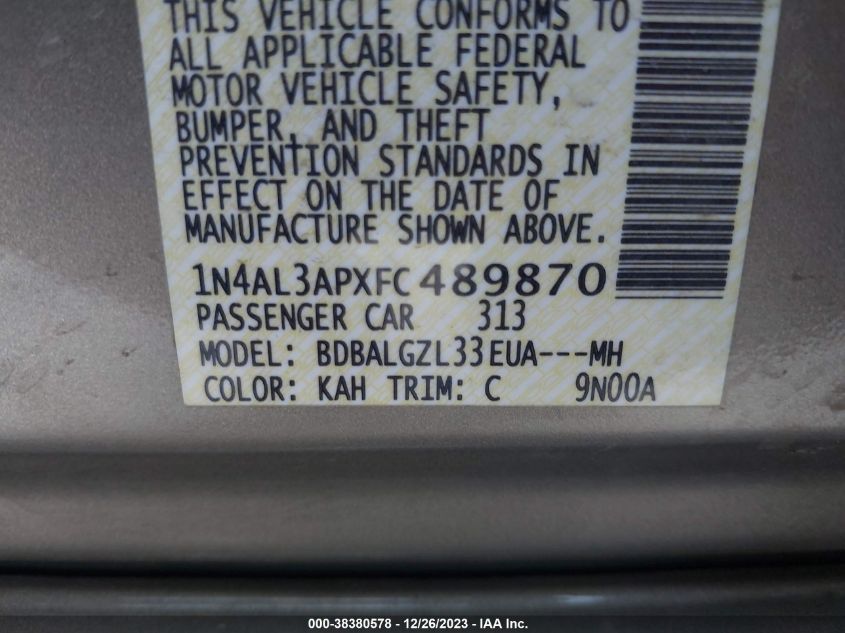 THIS VEHICLE CONFORMS TO
ALL APPLICABLE FEDERAL
MOTOR VEHICLE SAFETY,
BUMPER, AND THEFT
PREVENTION STANDARDS IN
EFFECT ON THE DATE OF
MANUFACTURE SHOWN ABOVE.
1N4AL3APXFC489870
PASSENGER CAR 313
MODEL: BDBALGZL33EUA---MH
COLOR: KAH TRIM: C 9N00A
000-38380578 - 12/26/2023 - IAA Inc.